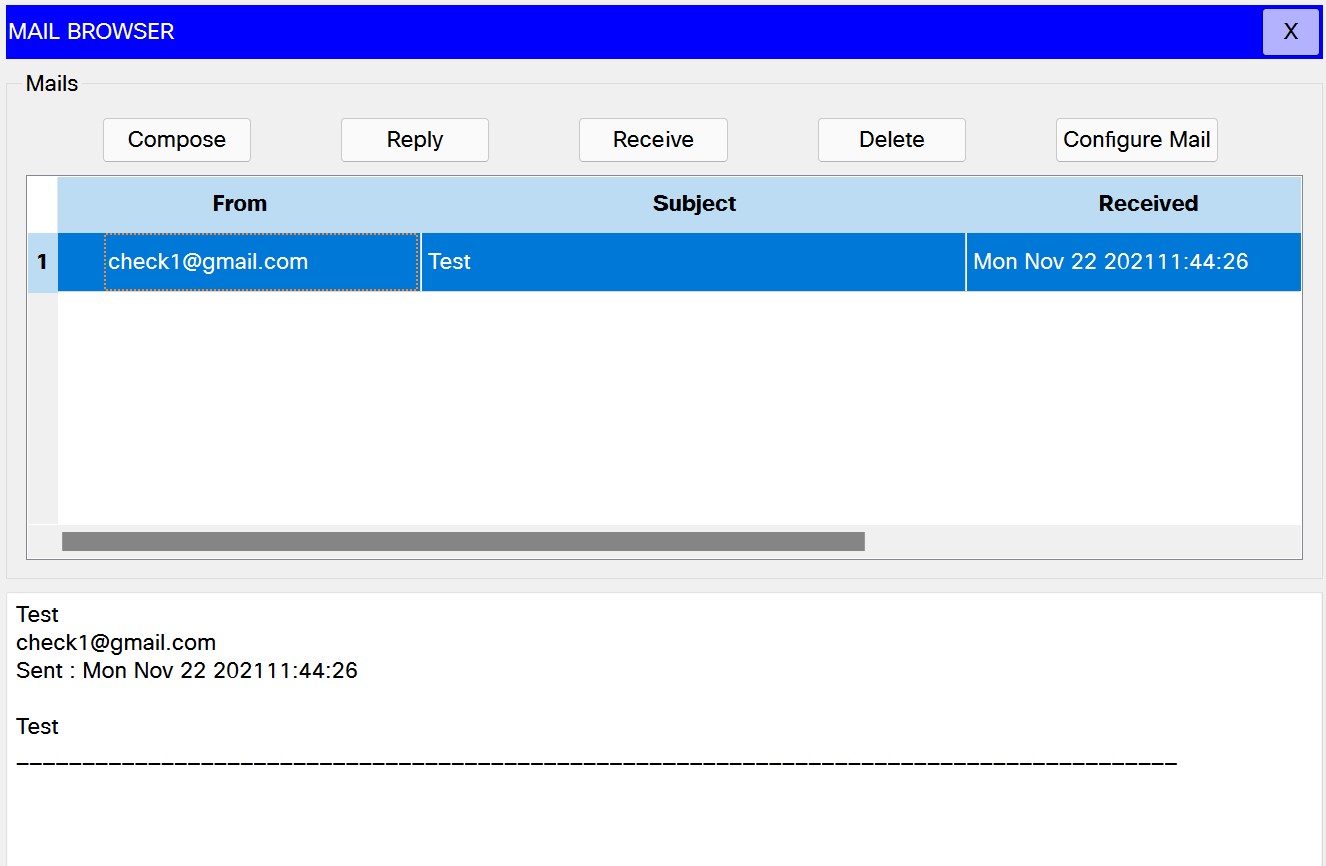 MAIL BROWSER X
Mails
Compose Reply Receive Delete Configure Mail
From Subject Received
1 check1@gmail.com Test Mon Nov 22 202111:44:26
Test
check1@gmail.com
Sent : Mon Nov 22 202111:44:26
Test